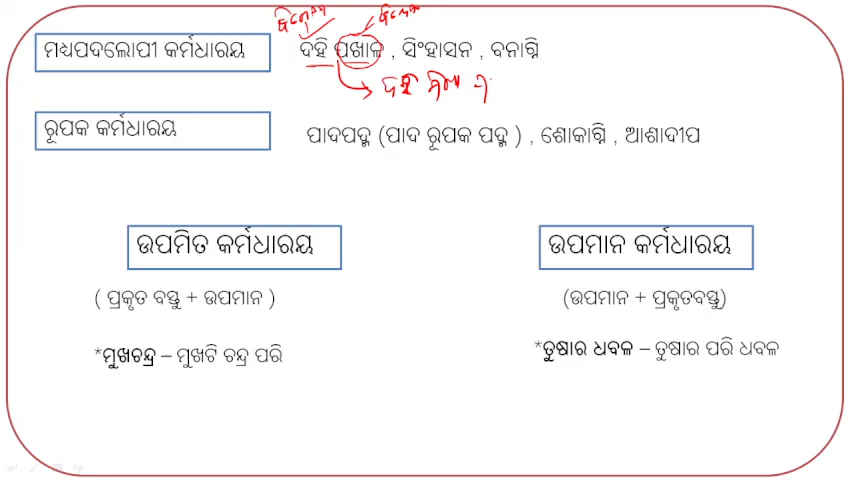 ମଧ୍ୟପଦଲୋପୀ କର୍ମଧାରୟ
ଦହି ପଖାଳ , ସିଂହାସନ , ବନାଗ୍ନି
ରୂପକ କର୍ମଧାରୟ
ପାଦପଦ୍ମ (ପାଦ ରୂପକ ପଦ୍ମ ) , ଶୋକାଗ୍ନି , ଆଶାଦୀପ
ଉପମିତ କର୍ମଧାରୟ
( ପ୍ରକୃତ ବସ୍ତୁ + ଉପମାନ )
*ମୁଖଚନ୍ଦ୍ର – ମୁଖଟି ଚନ୍ଦ୍ର ପରି
ଉପମାନ କର୍ମଧାରୟ
(ଉପମାନ + ପ୍ରକୃତବସ୍ତୁ)
*ତୁଷାର ଧବଳ – ତୁଷାର ପରି ଧବଳ